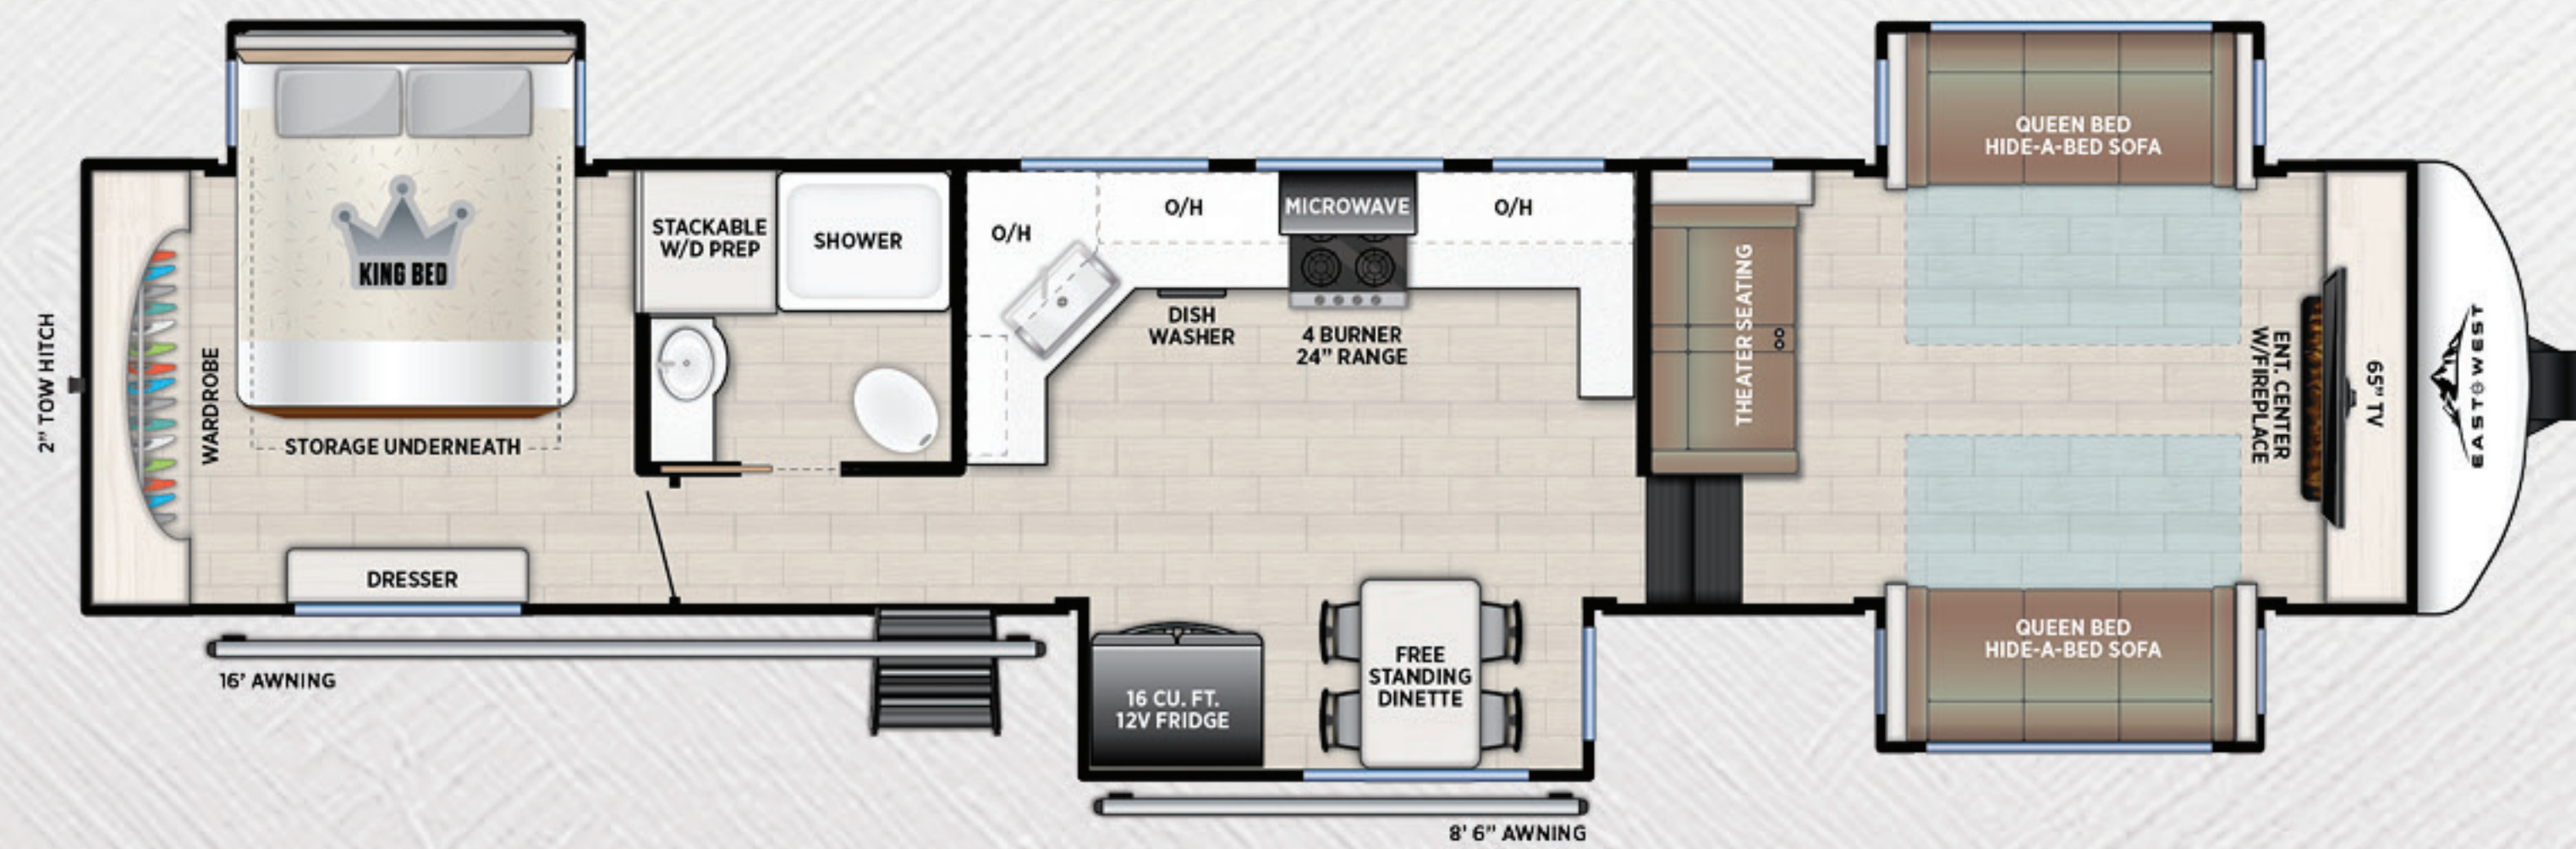 QUEEN BED
HIDE-A-BED SOFA
KING BED
STACKABLE
W/D PREP
SHOWER
O/H
O/H
MICROWAVE
O/H
DISH
WASHER
4 BURNER
24” RANGE
THEATER SEATING
ENT. CENTER
W/FIREPLACE
65” TV
EAST WEST
2” TOW HITCH
WARDROBE
STORAGE UNDERNEATH
DRESSER
16’ AWNING
16 CU. FT.
12V FRIDGE
FREE
STANDING
DINETTE
QUEEN BED
HIDE-A-BED SOFA
8’ 6” AWNING